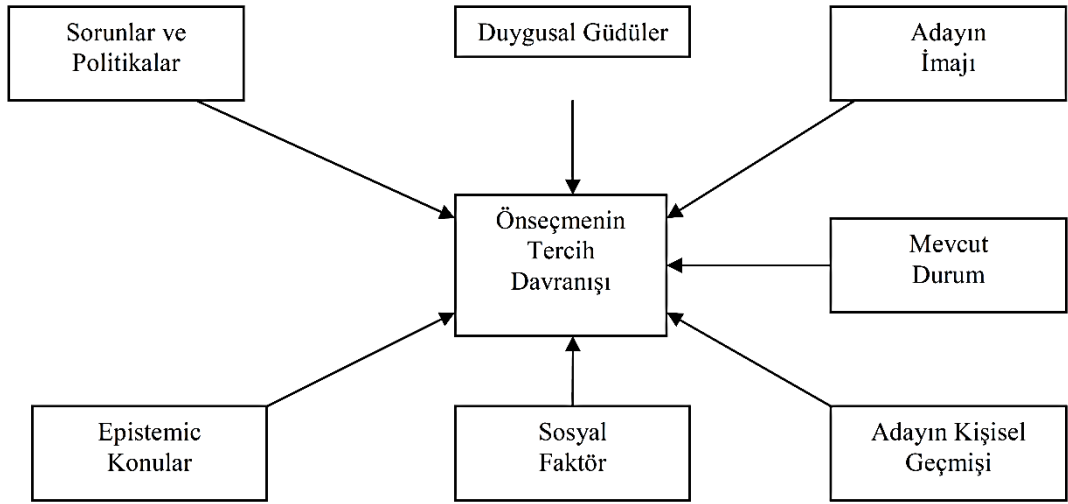 Sorunlar ve
Politikalar
Duygusal Güdüler
Adayın
İmajı
Önseçmenin
Tercih
Davranışı
Mevcut
Durum
Epistemic
Konular
Sosyal
Faktör
Adayın Kişisel
Geçmişi